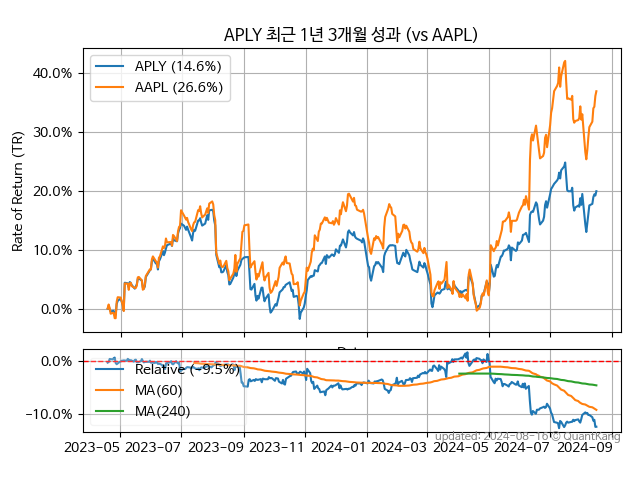 APLY 최근 1년 3개월 성과 (vs AAPL)
APLY (14.6%)
AAPL (26.6%)
Rate of Return (TR)
40.0%
30.0%
20.0%
10.0%
0.0%
0.0%
−10.0%
Relative (−9.5%)
MA(60)
MA(240)
2023−05 2023−07 2023−09 2023−11 2024−01 2024−03 2024−05 2024−07 2024−09
updated: 2024−08−16 © QuantKang